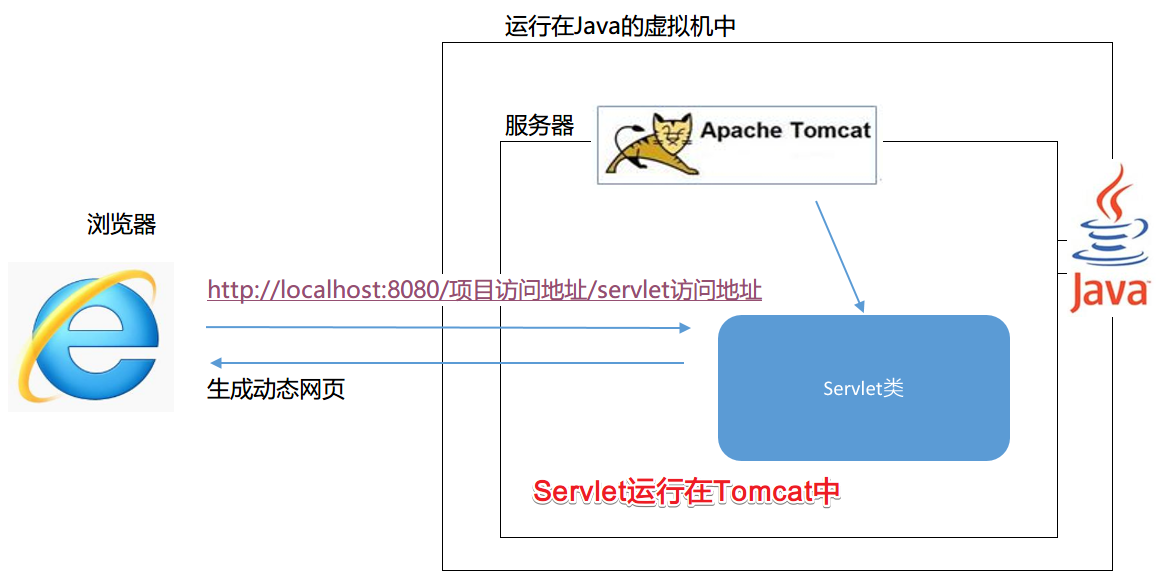 运行在Java的虚拟机中
服务器
Apache Tomcat
浏览器
http://localhost:8080/项目访问地址/servlet访问地址
Java
生成动态网页
Servlet类
Servlet运行在Tomcat中